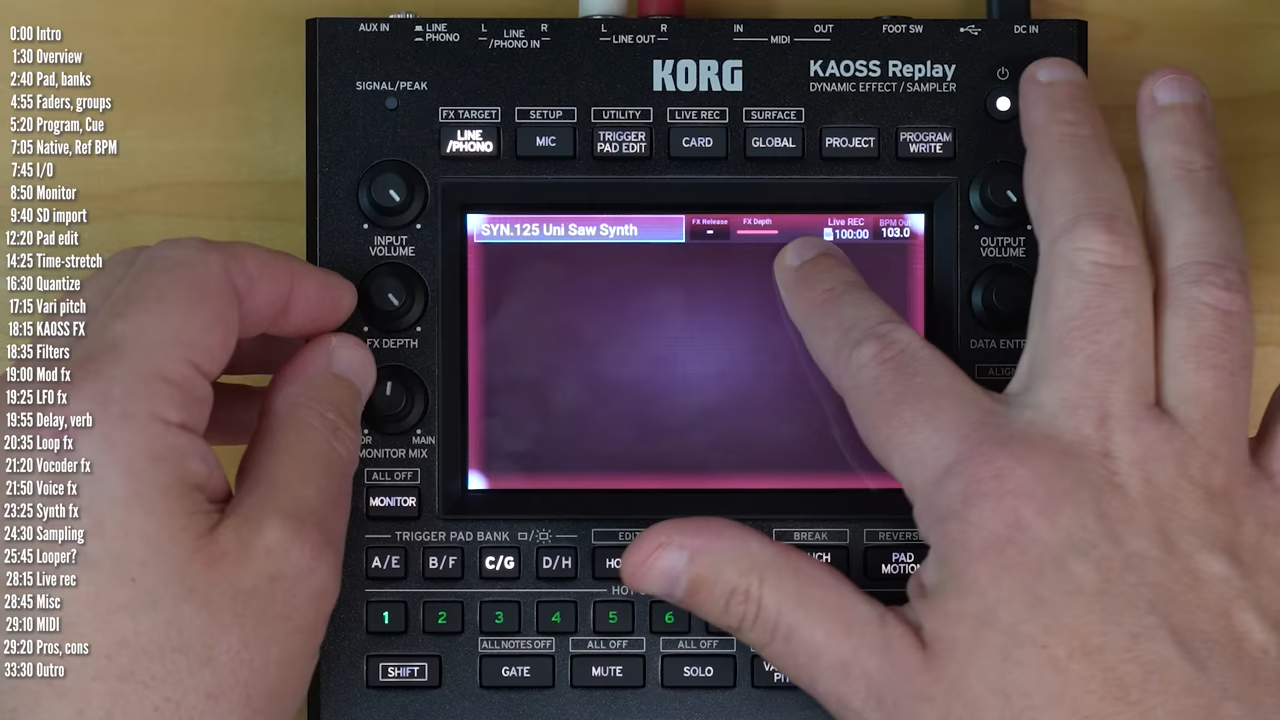 0:00 Intro
1:30 Overview
2:40 Pad, banks
4:55 Faders, groups
5:20 Program, Cue
7:05 Native, Ref BPM
7:45 I/O
8:50 Monitor
9:40 SD import
12:20 Pad edit
14:25 Time-stretch
16:30 Quantize
17:15 Vari pitch
18:15 KAOSS FX
18:35 Filters
19:00 Mod fx
19:25 LFO fx
19:55 Delay, verb
20:35 Loop fx
21:20 Vocoder fx
21:50 Voice fx
23:25 Synth fx
24:30 Sampling
25:45 Looper?
28:15 Live rec
28:45 Misc
29:10 MIDI
29:20 Pros, cons
33:30 Outro
AUX IN
LINE
PHONO
L R
LINE
/PHONO IN
L R
LINE OUT
IN OUT
MIDI
FOOT SW
DC IN
SIGNAL/PEAK
KORG
KAOSS Replay
DYNAMIC EFFECT / SAMPLER
FX TARGET
SETUP
UTILITY
LIVE REC
SURFACE
LINE
/PHONO
MIC
TRIGGER
PAD EDIT
CARD
GLOBAL
PROJECT
PROGRAM
WRITE
INPUT
VOLUME
OUTPUT
VOLUME
SYN.125 Uni Saw Synth
FX Release
FX Depth
Live REC
100:00
BPM
103.0
FX DEPTH
DATA
MAIN
MONITOR MIX
ALL OFF
MONITOR
TRIGGER PAD BANK
BREAK
A/E
B/F
C/G
D/H
PAD
1
2
3
4
5
6
ALL NOTES OFF
ALL OFF
ALL OFF
SHIFT
GATE
MUTE
SOLO